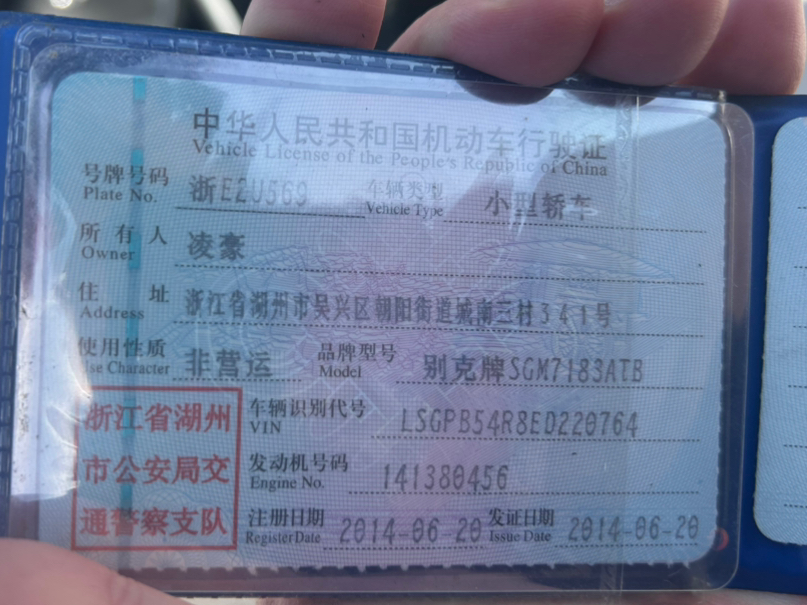 中华人民共和国机动车行驶证
Vehicle License of the People's Republic of China
号牌号码 浙E2U569 车辆类型 小型轿车
Plate No. Vehicle Type
所有人 凌豪
Owner
住址 浙江省湖州市吴兴区朝阳街道城南三村341号
Address
使用性质 非营运 品牌型号 别克牌SGM7183ATB
Use Character Model
浙江省湖州 车辆识别代号 LSGPB54R8ED220764
VIN
市公安局交 发动机号码 141380456
Engine No.
通警察支队 注册日期 2014-06-20 发证日期 2014-06-20
Register Date Issue Date